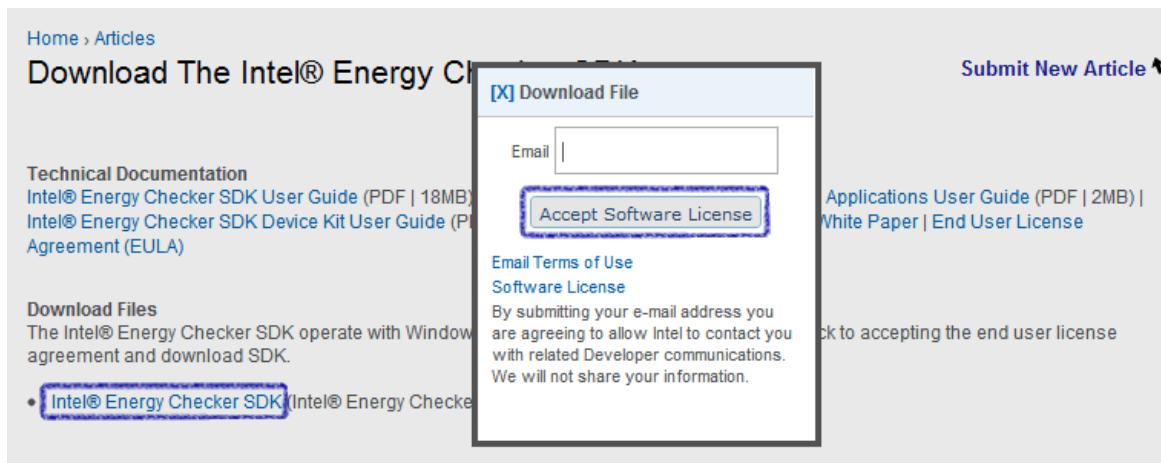 Home › Articles
Download The Intel® Energy
Submit New Article
[X] Download File
Email
Accept Software License
Email Terms of Use
Software License
By submitting your e-mail address you
are agreeing to allow Intel to contact you
with related Developer communications.
We will not share your information.
Technical Documentation
Intel® Energy Checker SDK User Guide (PDF | 18MB) Applications User Guide (PDF | 2MB) |
Intel® Energy Checker SDK Device Kit User Guide ( White Paper | End User License
Agreement (EULA)
Download Files
The Intel® Energy Checker SDK operate with to accepting the end user license
agreement and download SDK.
• Intel® Energy Checker SDK (Intel® Energy